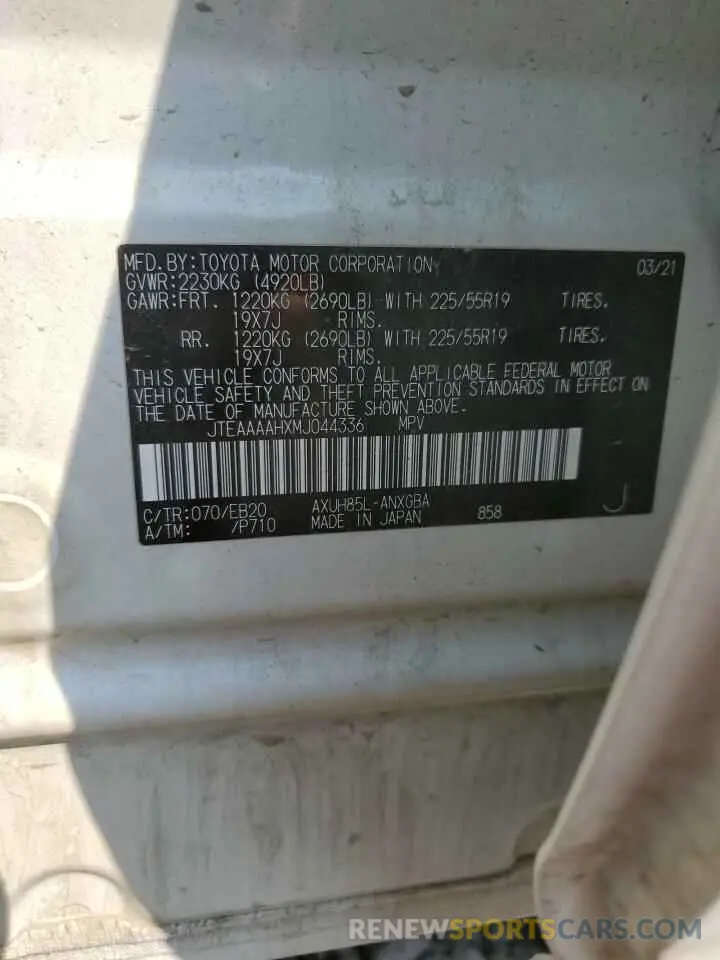 MFD.BY:TOYOTA MOTOR CORPORATION 03/21
GVWR:2230KG (4920LB)
GAWR:FRT. 1220KG (2690LB) WITH 225/55R19 TIRES.
19X7J RIMS.
RR. 1220KG (2690LB) WITH 225/55R19 TIRES.
19X7J RIMS.
THIS VEHICLE CONFORMS TO ALL APPLICABLE FEDERAL MOTOR
VEHICLE SAFETY AND THEFT PREVENTION STANDARDS IN EFFECT ON
THE DATE OF MANUFACTURE SHOWN ABOVE.
JTEAAAAHXMJ044336 MPV
C/TR:070/EB20 AXUH85L-ANXGBA 858 J
A/TM: /P710 MADE IN JAPAN
RENEWSPORTSCARS.COM